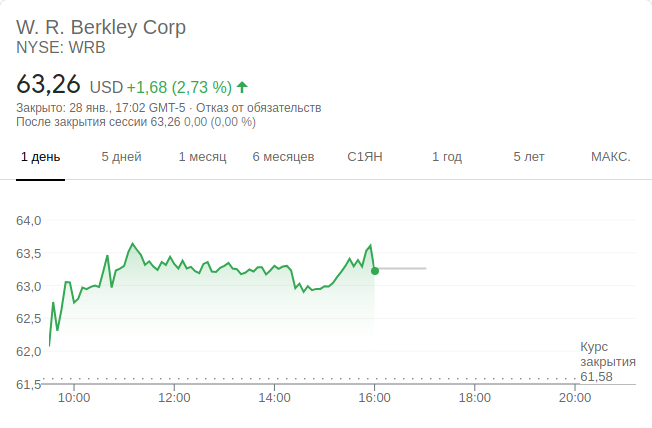 W. R. Berkley Corp
NYSE: WRB
63,26 USD +1,68 (2,73 %)
Закрыто: 28 янв., 17:02 GMT-5 · Отказ от обязательств
После закрытия сессии 63,26 0,00 (0,00 %)
1 день 5 дней 1 месяц 6 месяцев С1ЯН 1 год 5 лет МАКС.
64,0
63,5
63,0
62,5
62,0
Курс
закрытия
61,58
61,5
10:00 12:00 14:00 16:00 18:00 20:00